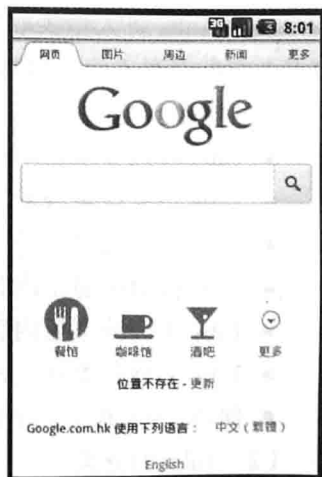 3G 8:01
网页 图片 周边 新闻 更多
Google
餐馆 咖啡馆 酒吧 更多
位置不存在 - 更新
Google.com.hk 使用下列语言： 中文（繁體）
English